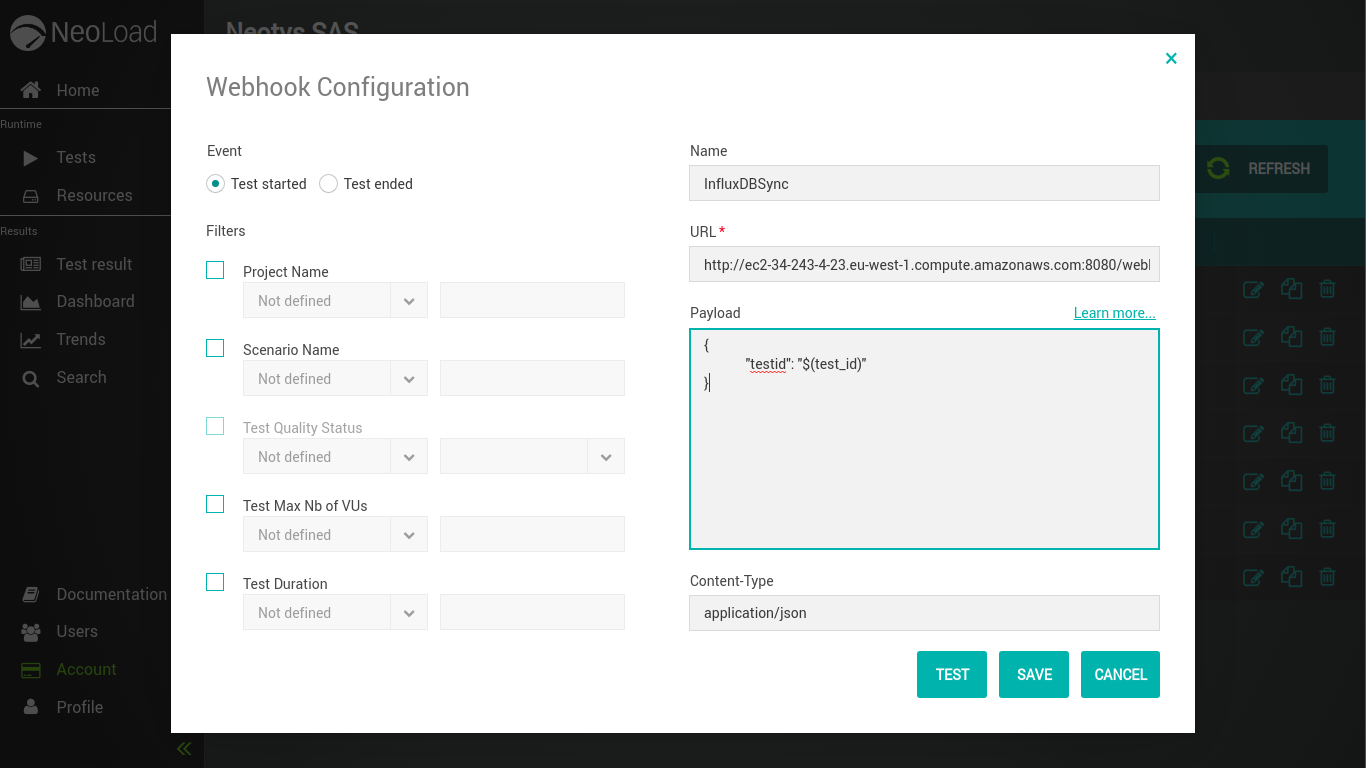 NeoLoad
Home
Runtime
Tests
Resources
Results
Test result
Dashboard
Trends
Search
Documentation
Users
Account
Profile
Neotys SAS
REFRESH
Webhook Configuration
Event
Test started
Test ended
Filters
Project Name
Not defined
Scenario Name
Not defined
Test Quality Status
Not defined
Test Max Nb of VUs
Not defined
Test Duration
Not defined
Name
InfluxDBSync
URL *
http://ec2-34-243-4-23.eu-west-1.compute.amazonaws.com:8080/web
Payload
Learn more...
{
"testid": "$(test_id)"
}
Content-Type
application/json
TEST
SAVE
CANCEL